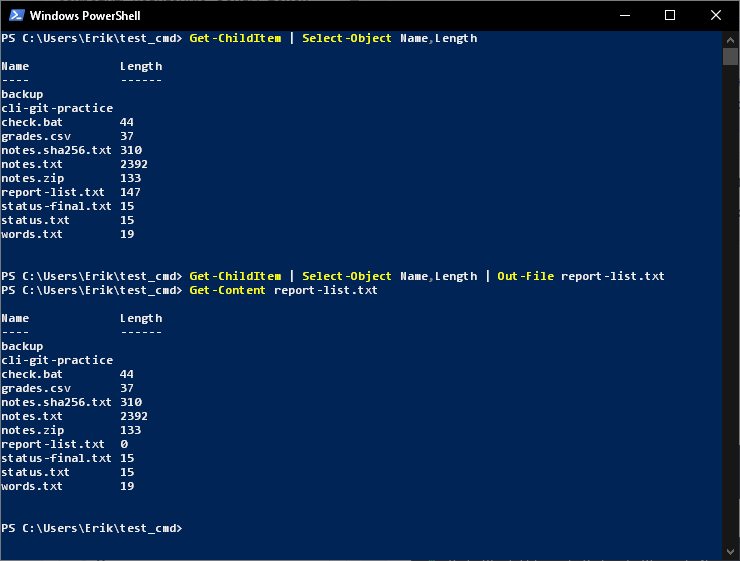 Windows PowerShell
PS C:\Users\Erik\test_cmd> Get-ChildItem | Select-Object Name,Length
Name Length
---- ------
backup
cli-git-practice
check.bat 44
grades.csv 37
notes.sha256.txt 310
notes.txt 2392
notes.zip 133
report-list.txt 147
status-final.txt 15
status.txt 15
words.txt 19
PS C:\Users\Erik\test_cmd> Get-ChildItem | Select-Object Name,Length | Out-File report-list.txt
PS C:\Users\Erik\test_cmd> Get-Content report-list.txt
Name Length
---- ------
backup
cli-git-practice
check.bat 44
grades.csv 37
notes.sha256.txt 310
notes.txt 2392
notes.zip 133
report-list.txt 0
status-final.txt 15
status.txt 15
words.txt 19
PS C:\Users\Erik\test_cmd>